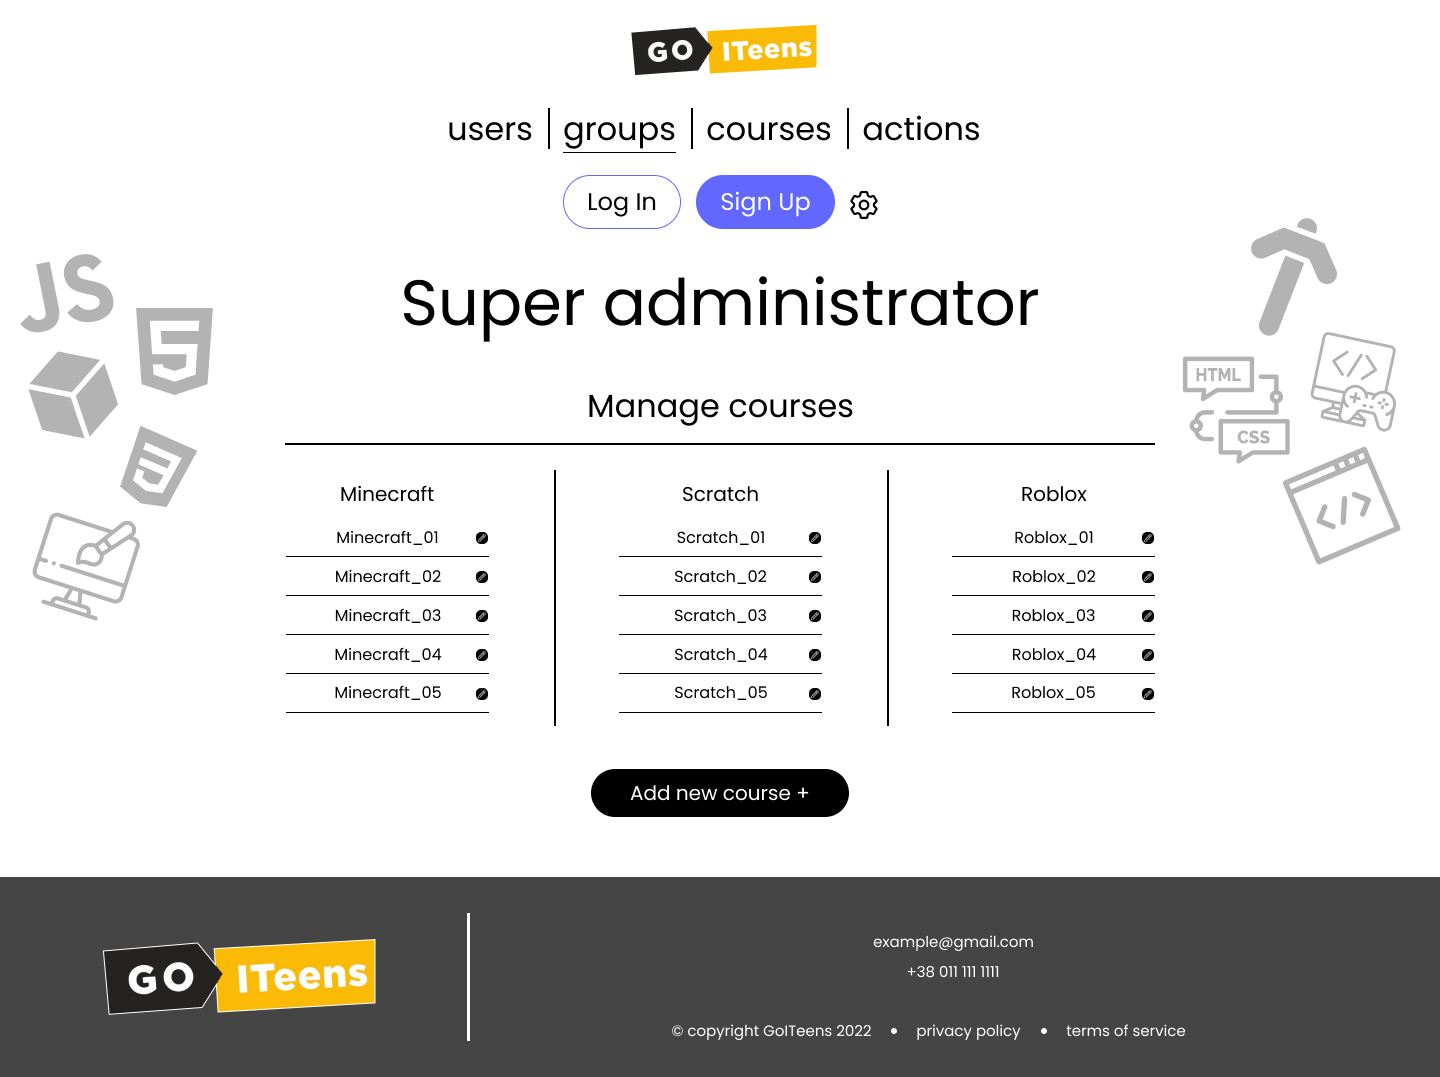 GO ITeens
users groups courses actions
Log In Sign Up
Super administrator
JS
HTML
CSS
Manage courses
Minecraft Scratch Roblox
Minecraft_01 Scratch_01 Roblox_01
Minecraft_02 Scratch_02 Roblox_02
Minecraft_03 Scratch_03 Roblox_03
Minecraft_04 Scratch_04 Roblox_04
Minecraft_05 Scratch_05 Roblox_05
Add new course +
GO ITeens
example@gmail.com
+38 011 111 1111
© copyright GoITeens 2022 • privacy policy • terms of service